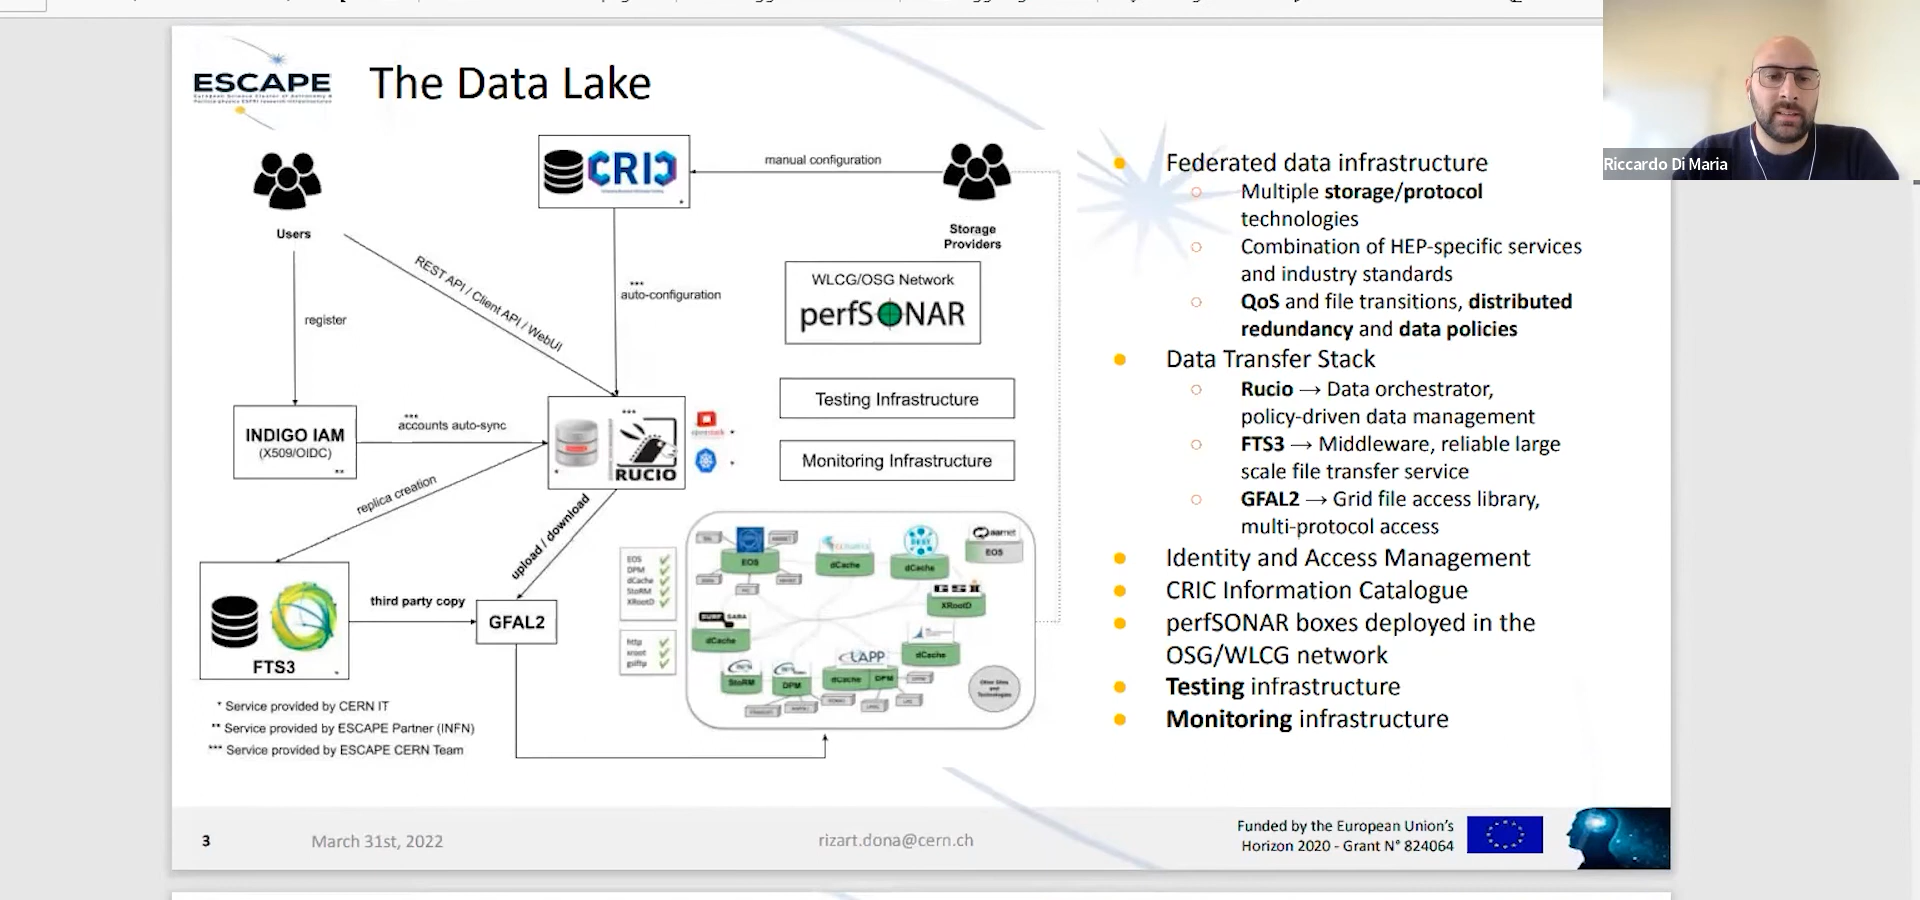 ESCAPE
The Data Lake
Users
CRIC
*
manual configuration
Storage
Providers
REST API / Client API / WebUI
***
auto-configuration
register
WLCG/OSG Network
perfSONAR
Testing Infrastructure
Monitoring Infrastructure
INDIGO IAM
(X509/OIDC)
**
***
accounts auto-sync
***
RUCIO
*
replica creation
upload / download
FTS3
third party copy
GFAL2
EOS
DPM
dCache
StoRM
XRootD
http
xroot
gsiftp
EOS
dCache
DESY
dCache
aarnet
EOS
GSI
XRootD
SURF SARA
dCache
dCache
StoRM
DPM
LAPP
dCache
DPM
Other Sites
and
Technologies
* Service provided by CERN IT
** Service provided by ESCAPE Partner (INFN)
*** Service provided by ESCAPE CERN Team
Federated data infrastructure
Multiple storage/protocol
technologies
Combination of HEP-specific services
and industry standards
QoS and file transitions, distributed
redundancy and data policies
Data Transfer Stack
Rucio → Data orchestrator,
policy-driven data management
FTS3 → Middleware, reliable large
scale file transfer service
GFAL2 → Grid file access library,
multi-protocol access
Identity and Access Management
CRIC Information Catalogue
perfSONAR boxes deployed in the
OSG/WLCG network
Testing infrastructure
Monitoring infrastructure
Riccardo Di Maria
3
March 31st, 2022
rizart.dona@cern.ch
Funded by the European Union's
Horizon 2020 - Grant N° 824064